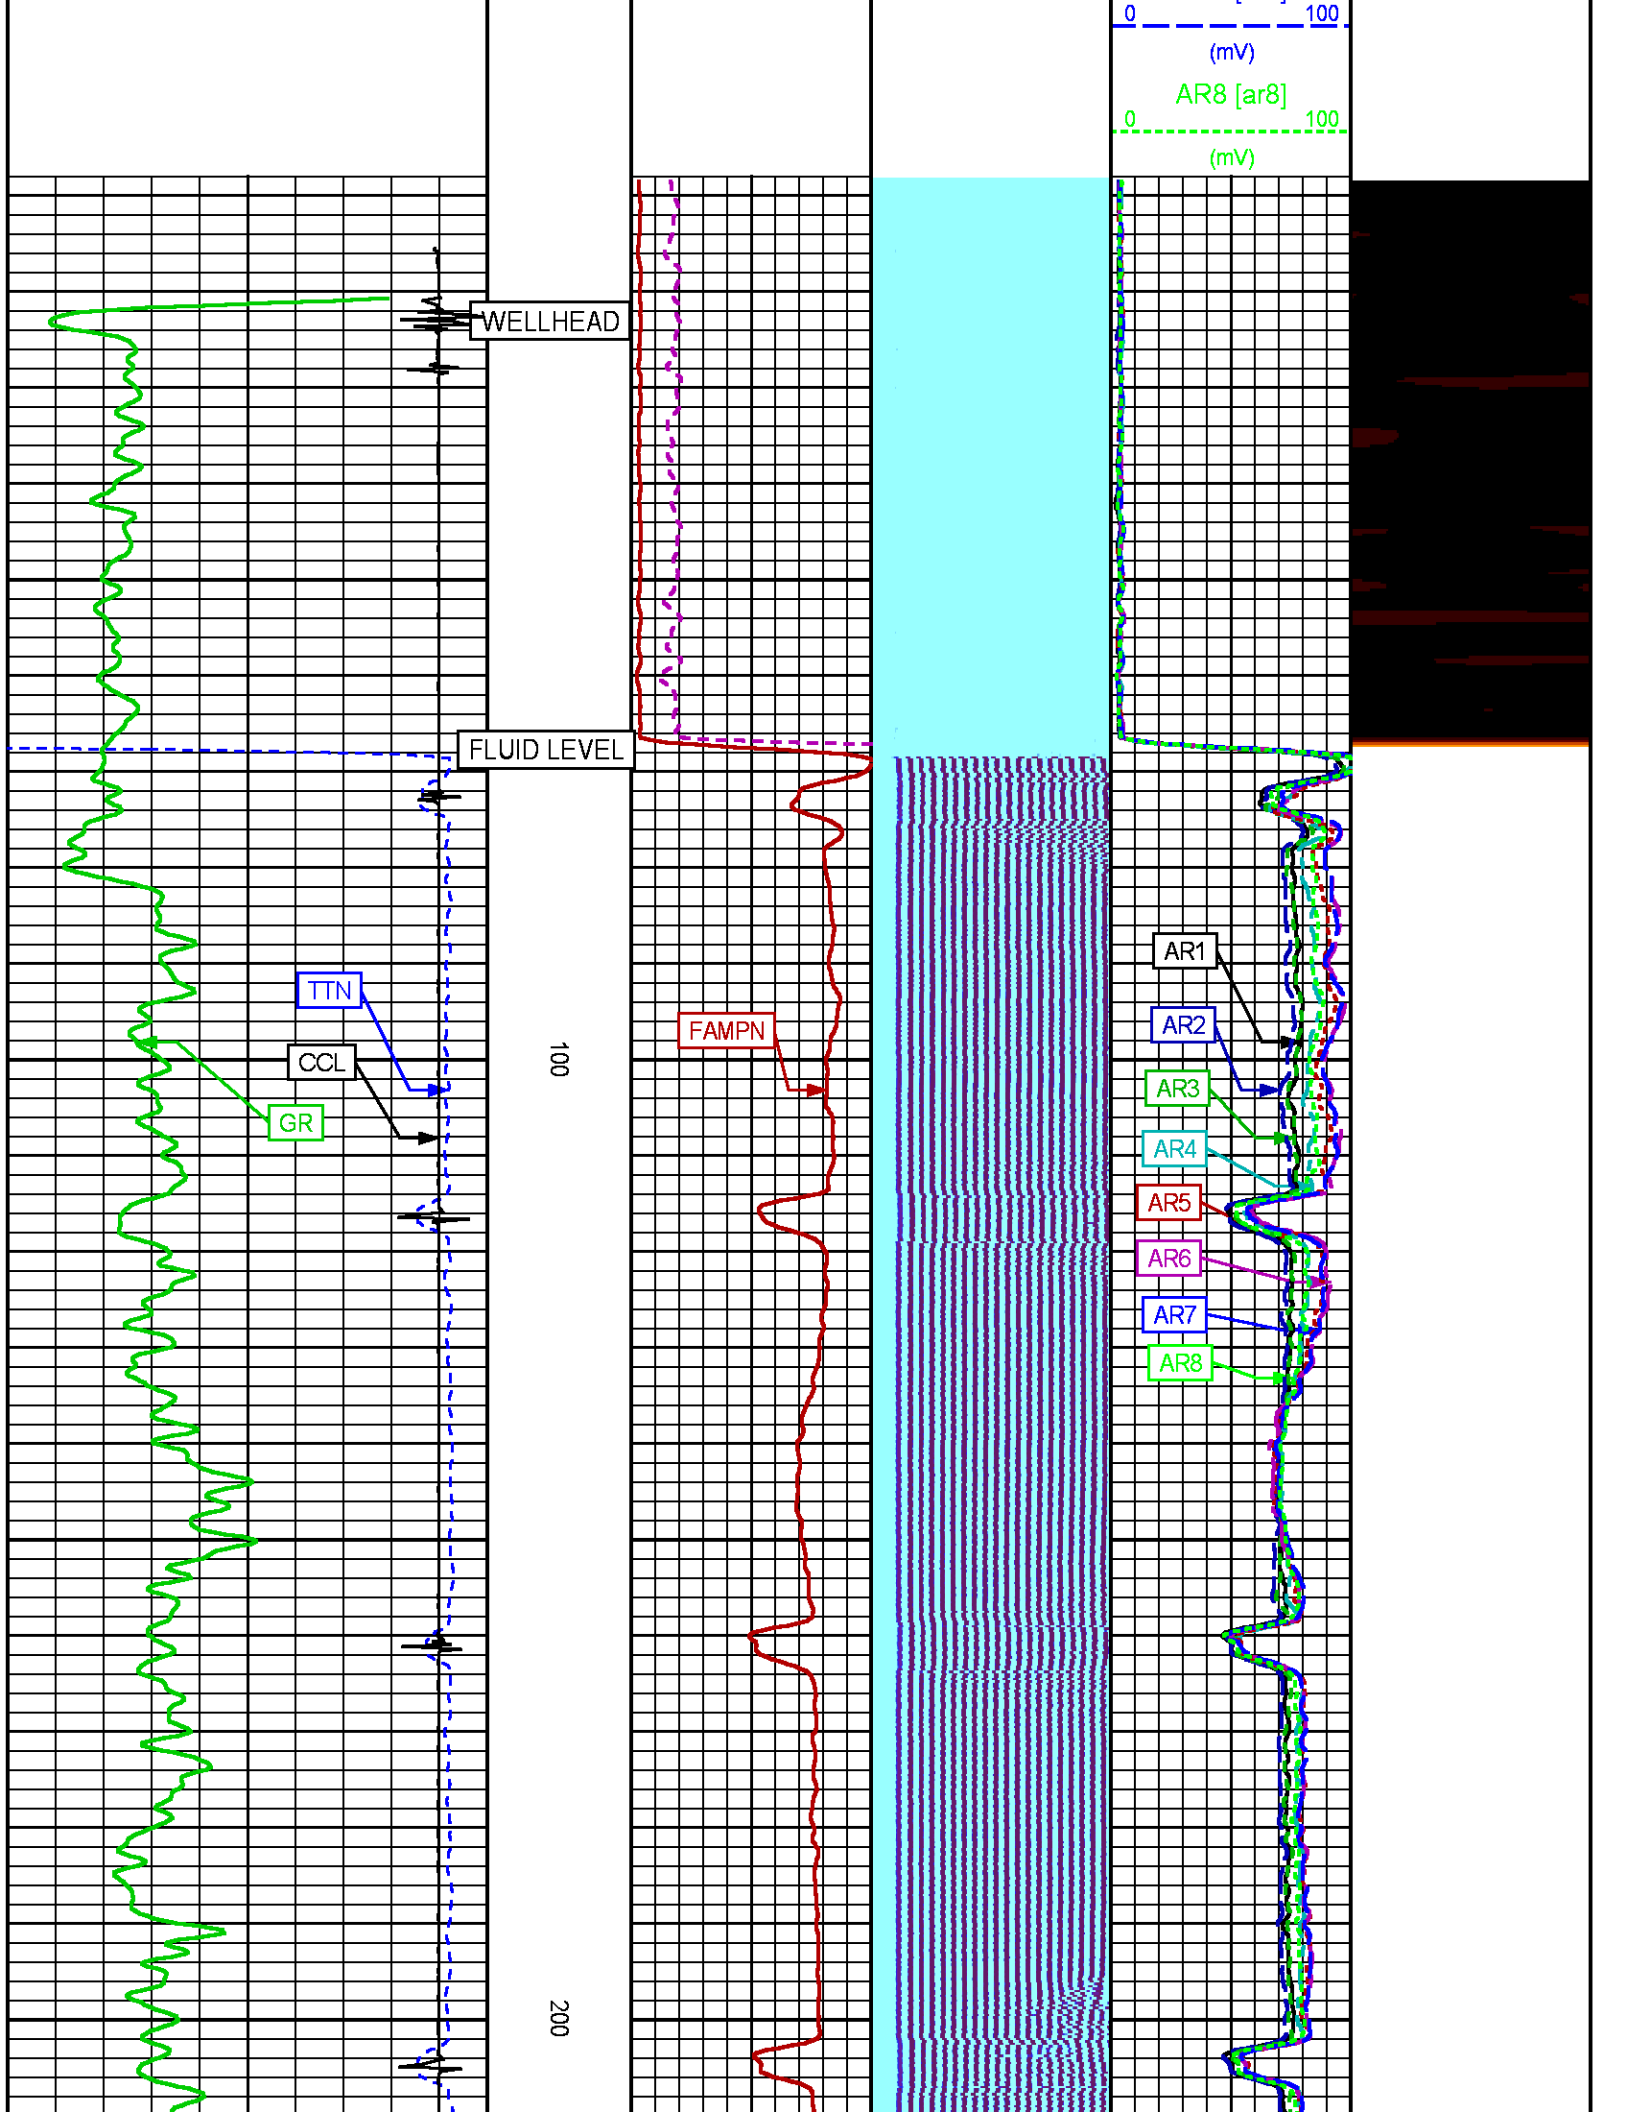 0 100
(mV)
AR8 [ar8]
0 100
(mV)
WELLHEAD
FLUID LEVEL
AR1
TTN
AR2
FAMPN
100
CCL
AR3
GR
AR4
AR5
AR6
AR7
AR8
200